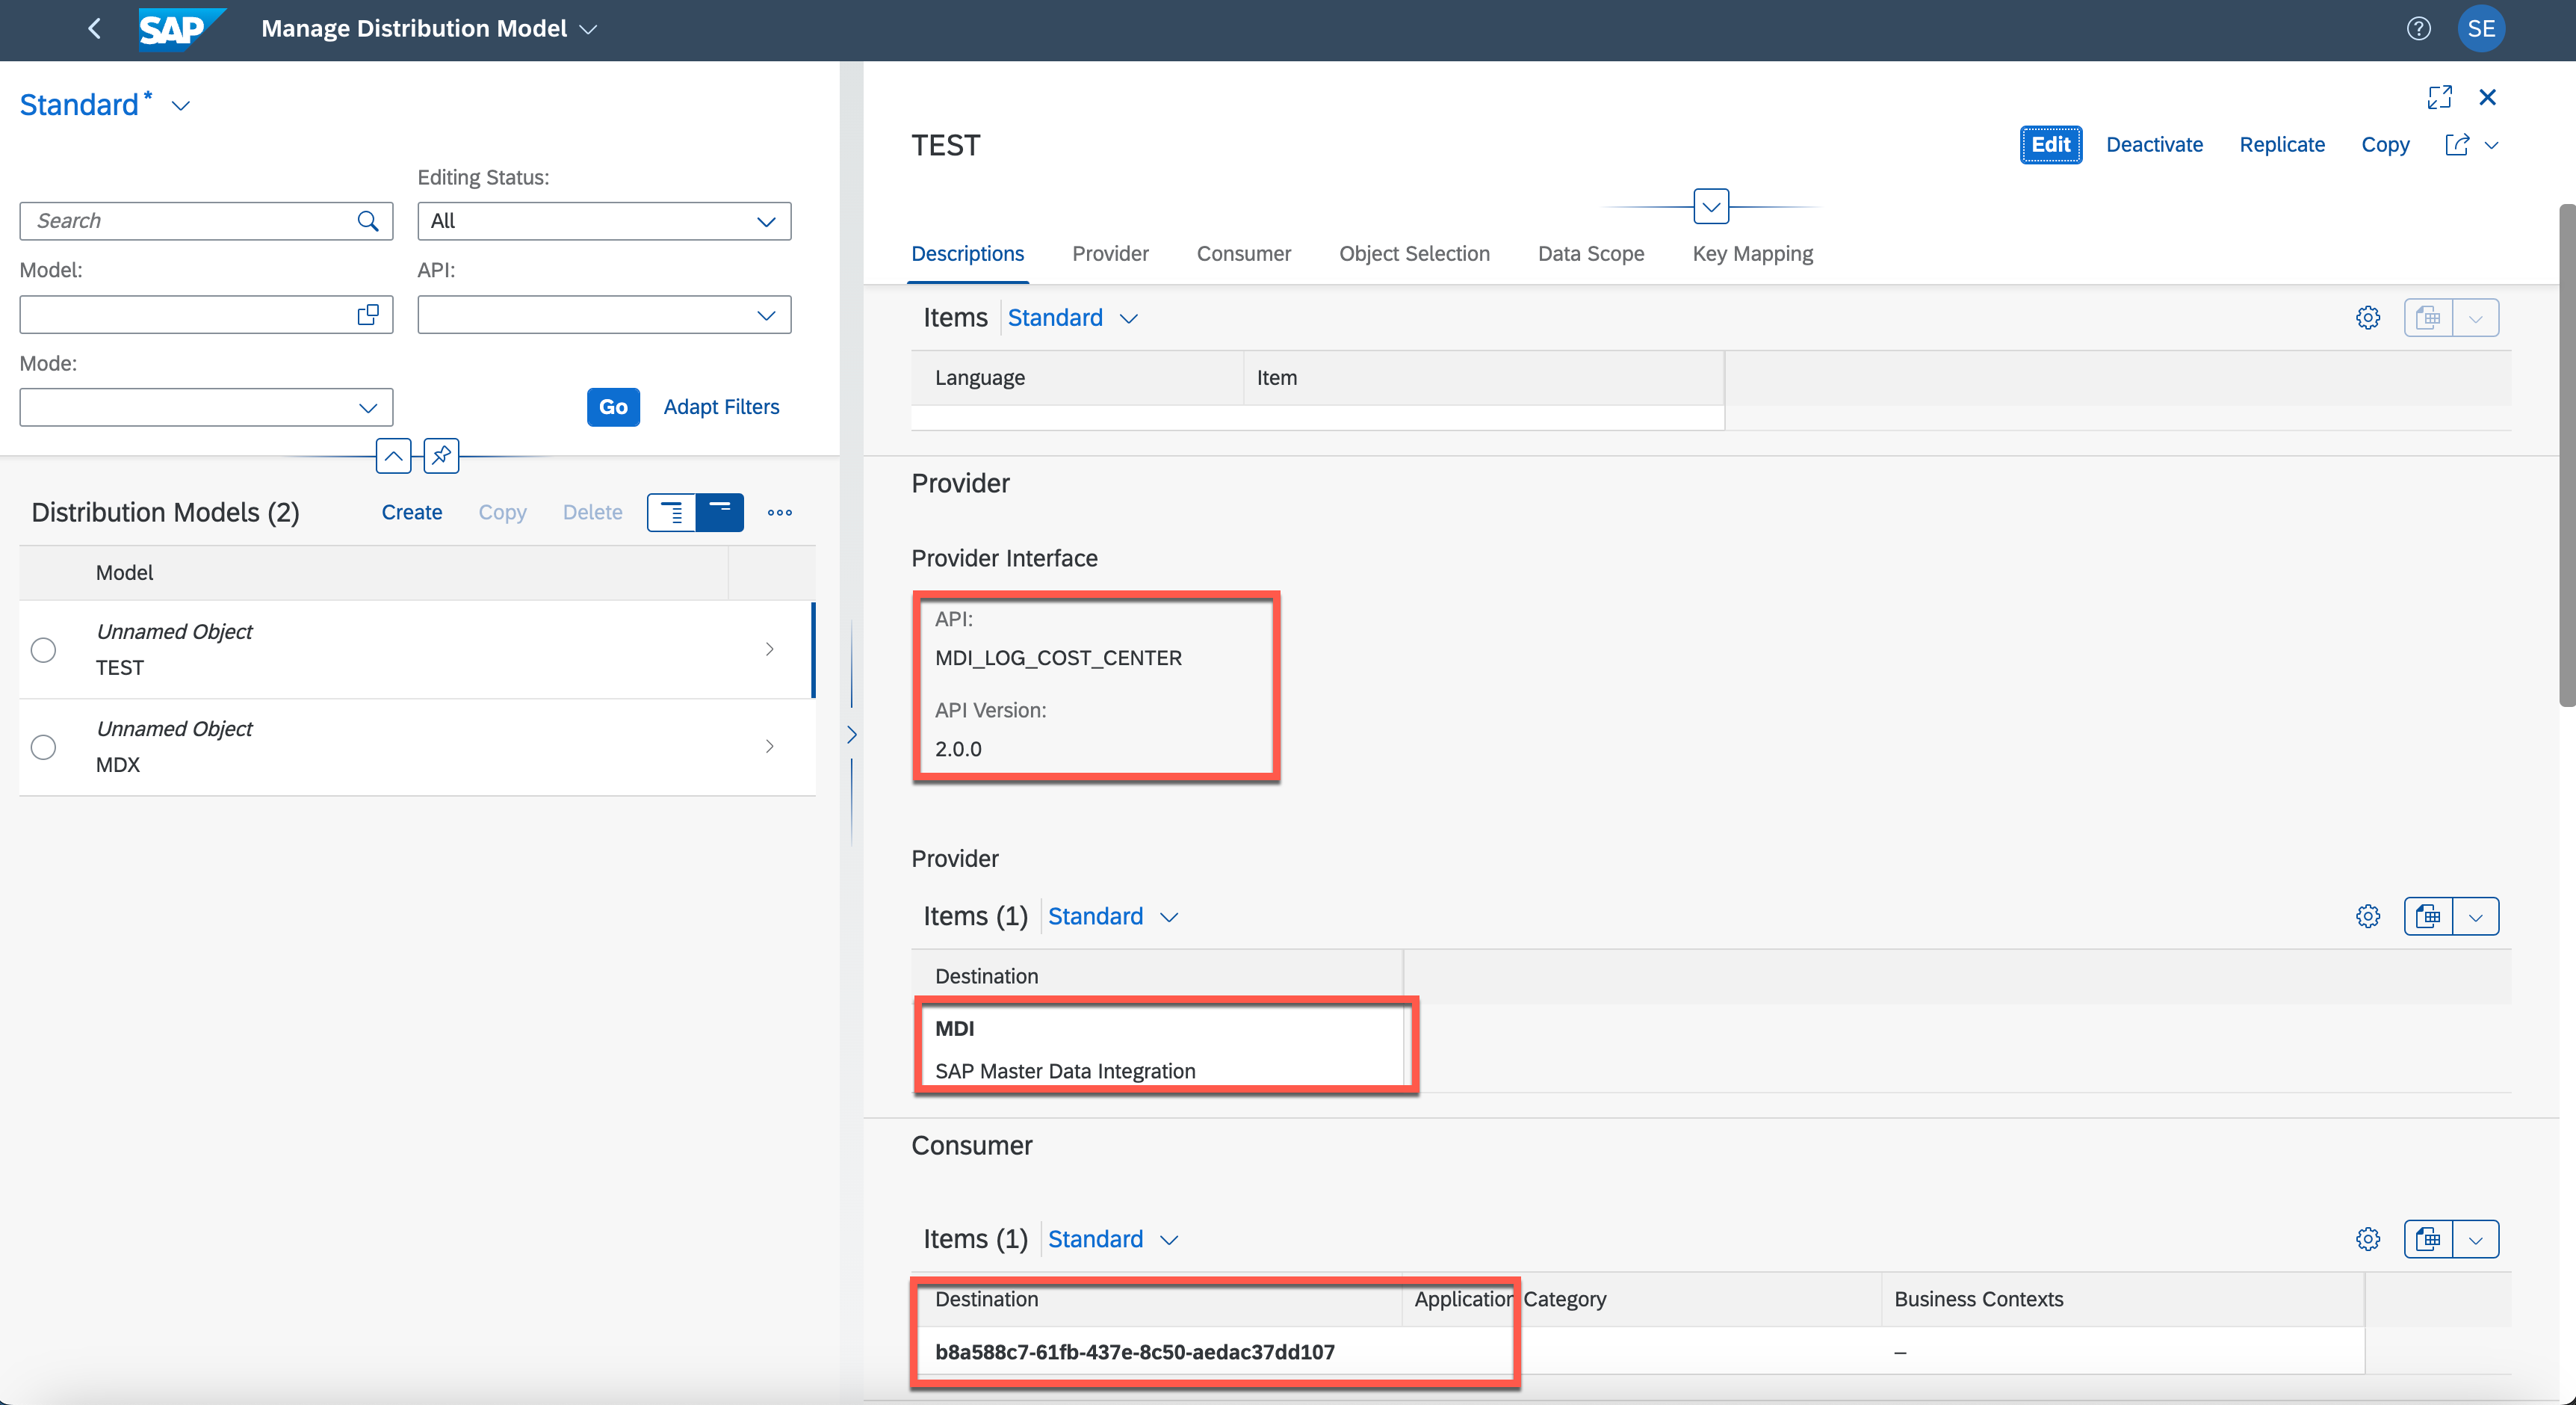 SAP
Manage Distribution Model
SE
Standard *
Editing Status:
Search
All
Model:
API:
Mode:
Go
Adapt Filters
Distribution Models (2)
Create
Copy
Delete
Model
Unnamed Object
TEST
Unnamed Object
MDX
TEST
Edit
Deactivate
Replicate
Copy
Descriptions
Provider
Consumer
Object Selection
Data Scope
Key Mapping
Items
Standard
Language
Item
Provider
Provider Interface
API:
MDI_LOG_COST_CENTER
API Version:
2.0.0
Provider
Items (1)
Standard
Destination
MDI
SAP Master Data Integration
Consumer
Items (1)
Standard
Destination
Application Category
Business Contexts
b8a588c7-61fb-437e-8c50-aedac37dd107
–